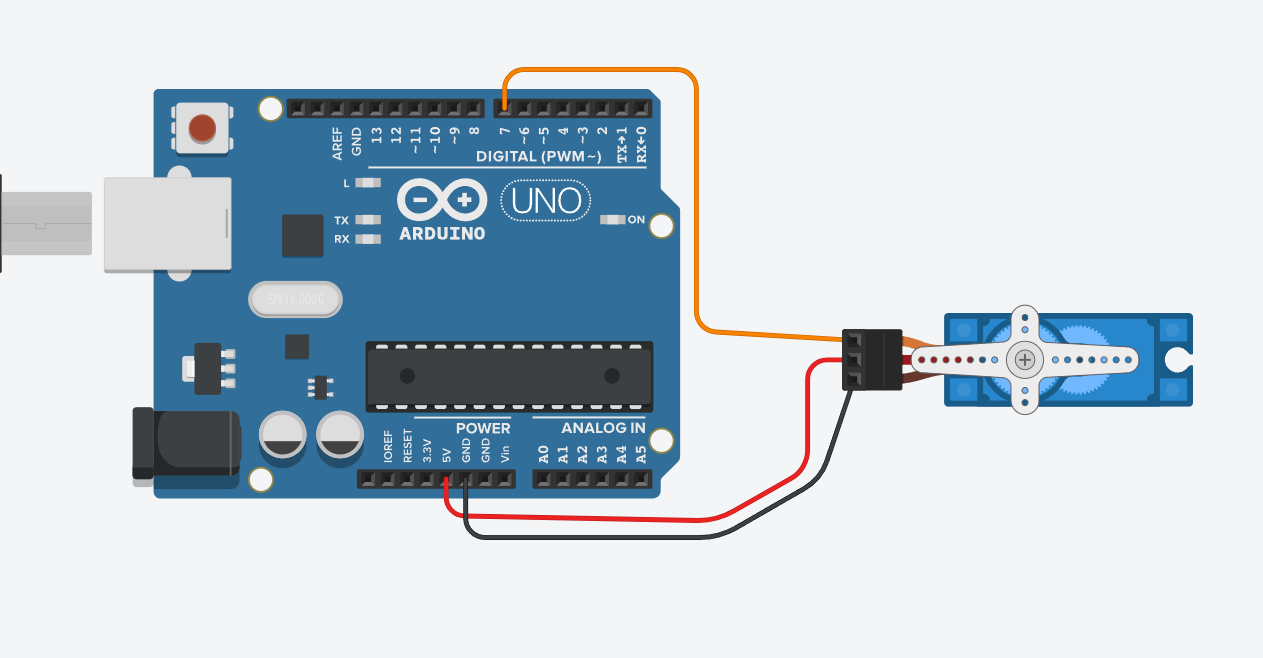 AREF
GND
13
12
~11
~10
~9
8
7
~6
~5
4
~3
2
TX→1
RX←0
DIGITAL (PWM~)
L
TX
RX
UNO
ON
ARDUINO
SPK16.000G
POWER
ANALOG IN
IOREF
RESET
3.3V
5V
GND
GND
Vin
A0
A1
A2
A3
A4
A5